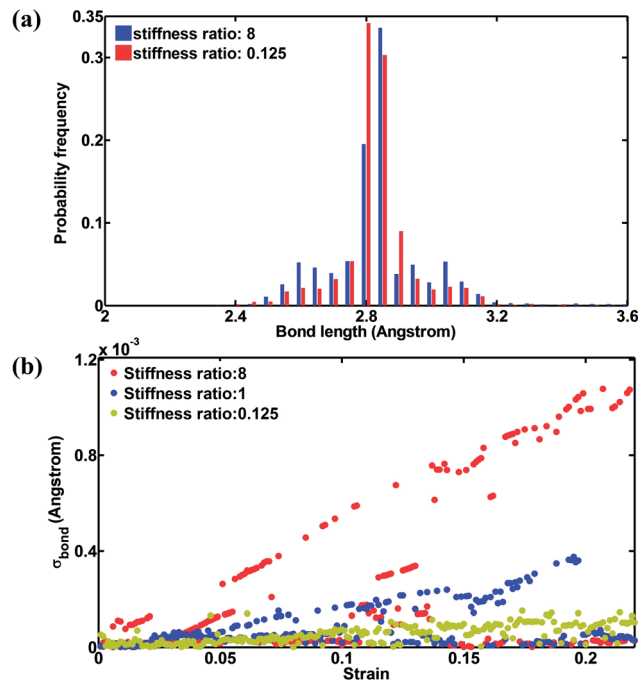 (a)
0.35
0.3
0.2
0.1
0
Probability frequency
stiffness ratio: 8
stiffness ratio: 0.125
2 2.4 2.8 3.2 3.6
Bond length (Angstrom)
(b)
x 10⁻³
1.2
0.8
0.4
0
σbond (Angstrom)
Stiffness ratio:8
Stiffness ratio:1
Stiffness ratio:0.125
0 0.05 0.1 0.15 0.2
Strain